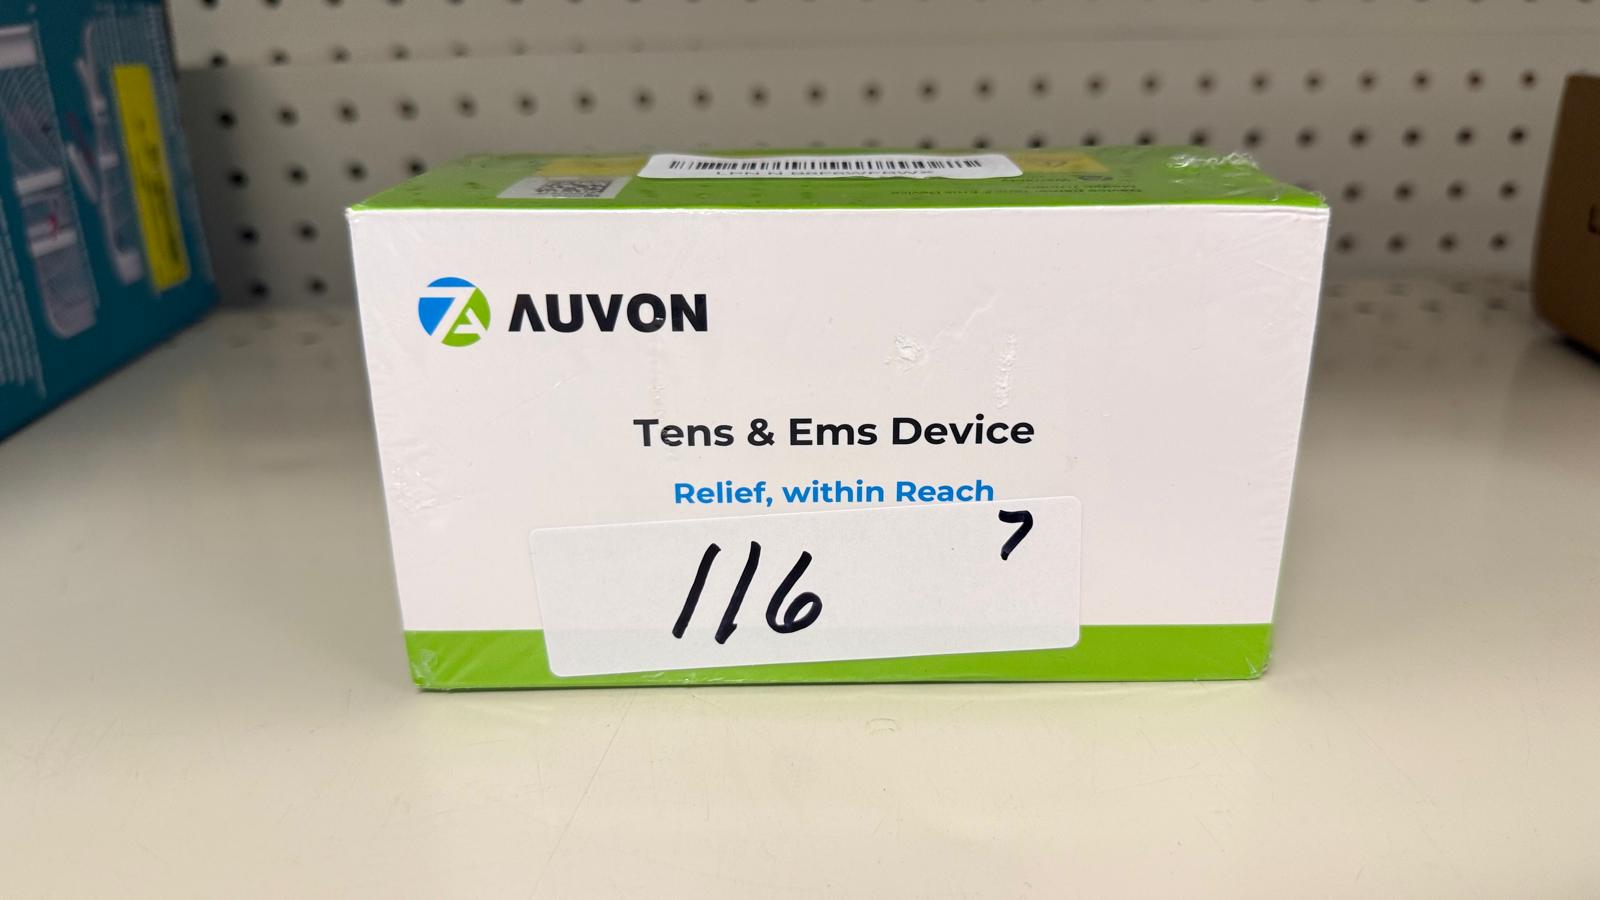 AUVON
Tens & Ems Device
Relief, within Reach
7
116